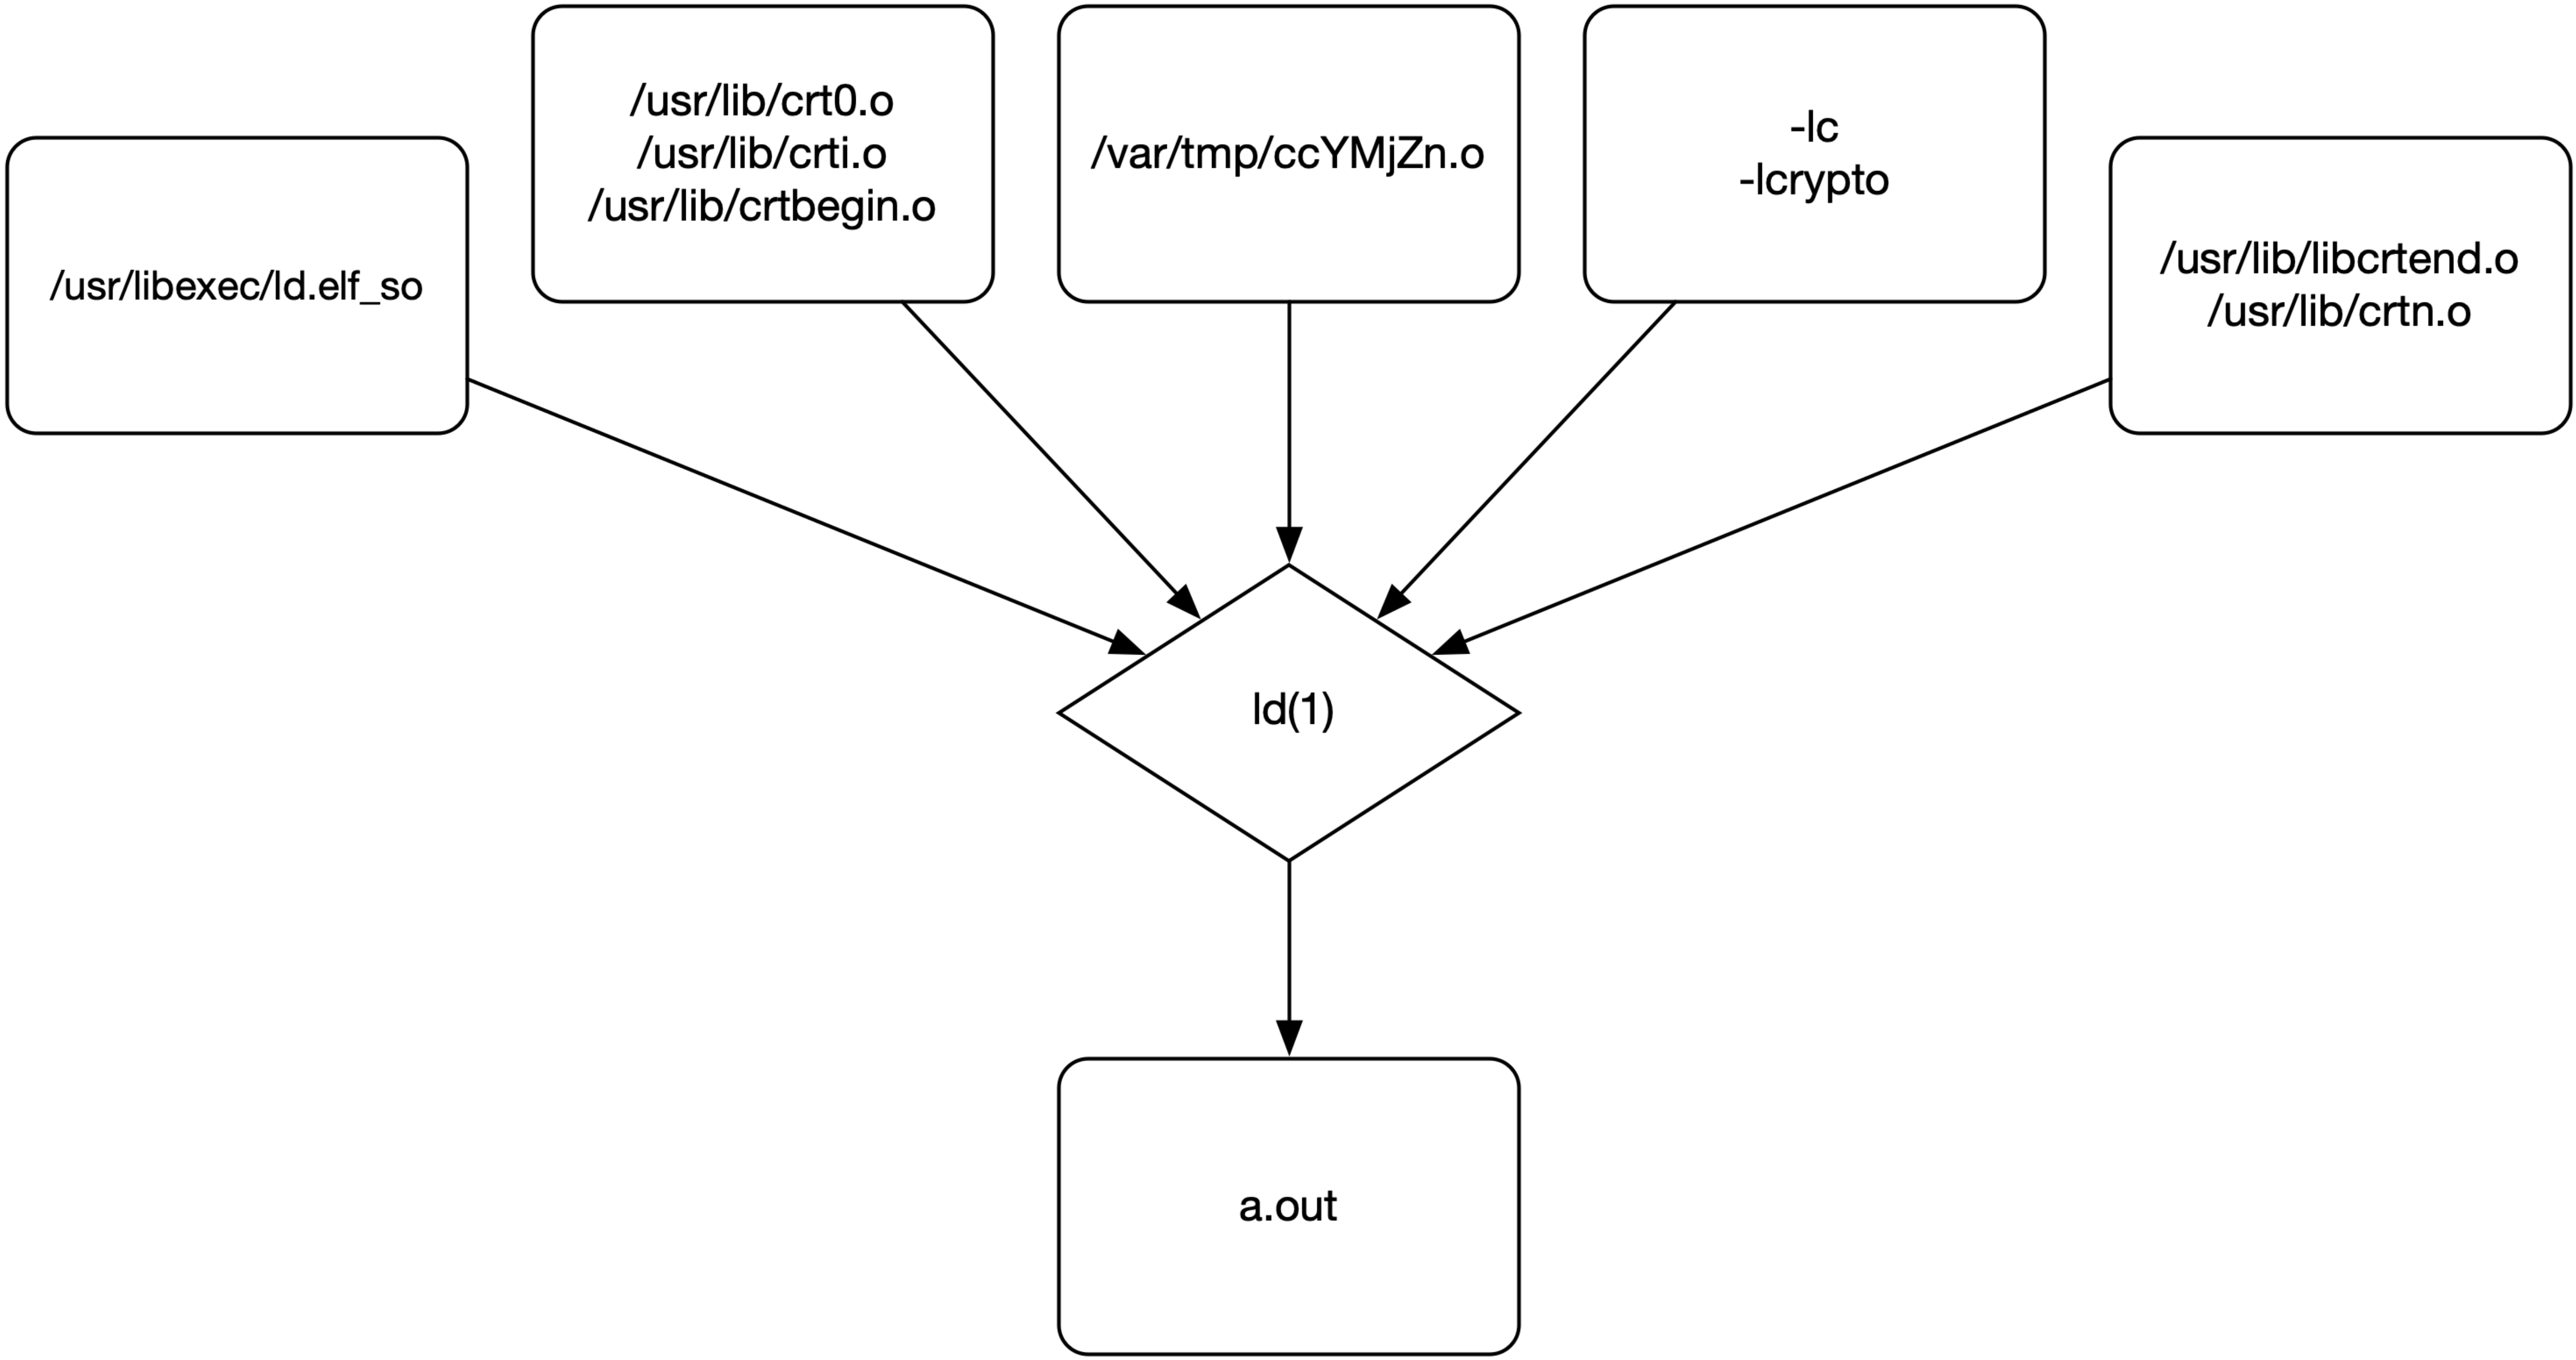 /usr/libexec/ld.elf_so
/usr/lib/crt0.o
/usr/lib/crti.o
/usr/lib/crtbegin.o
/var/tmp/ccYMjZn.o
-lc
-lcrypto
/usr/lib/libcrtend.o
/usr/lib/crtn.o
ld(1)
a.out